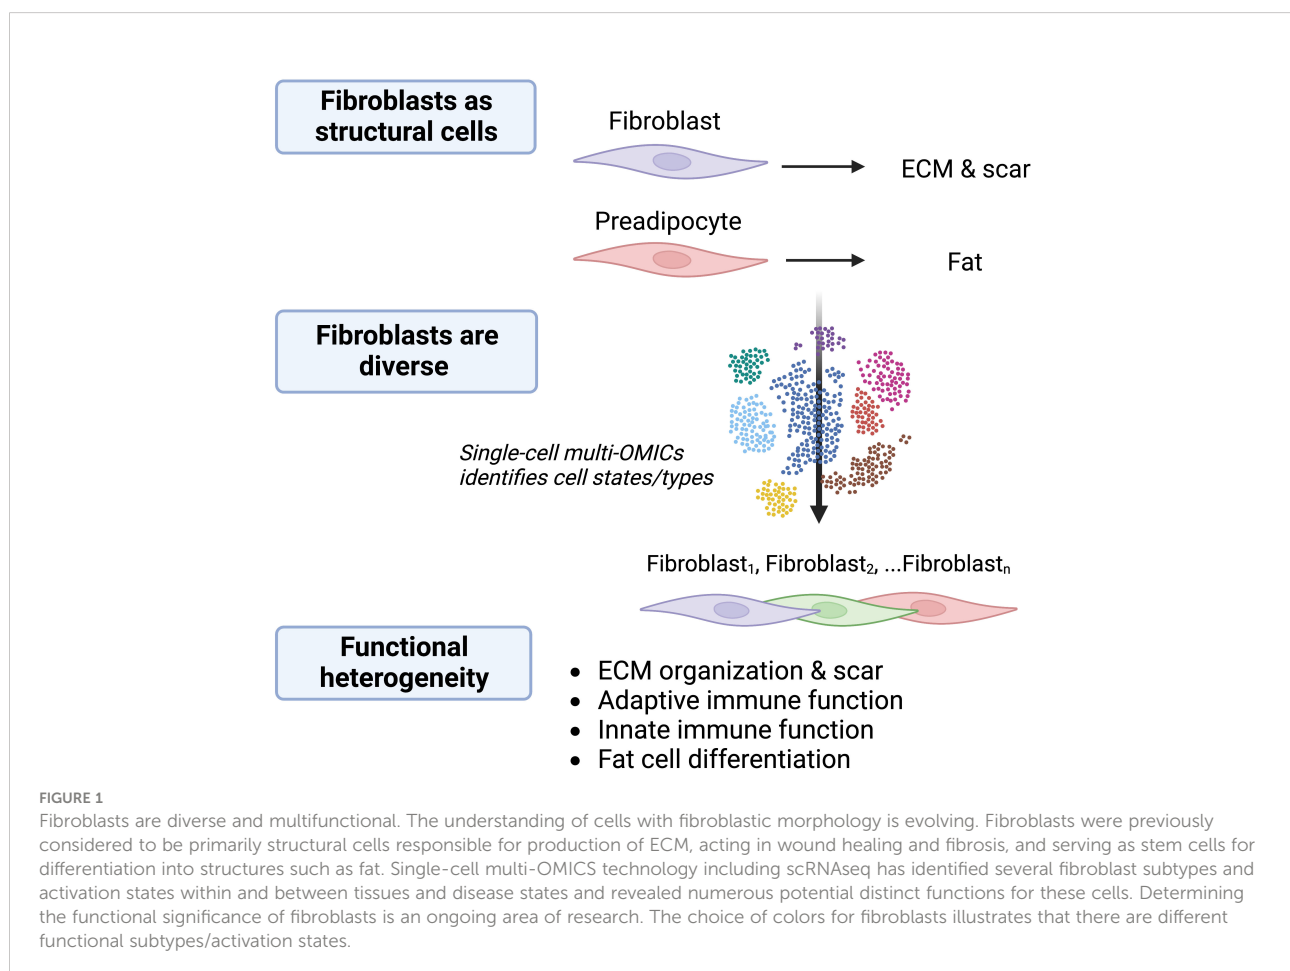 Fibroblasts as
structural cells
Fibroblast
ECM & scar
Preadipocyte
Fat
Fibroblasts are
diverse
Single-cell multi-OMICs
identifies cell states/types
Fibroblast₁, Fibroblast₂, ...Fibroblastₙ
Functional
heterogeneity
• ECM organization & scar
• Adaptive immune function
• Innate immune function
• Fat cell differentiation
FIGURE 1
Fibroblasts are diverse and multifunctional. The understanding of cells with fibroblastic morphology is evolving. Fibroblasts were previously
considered to be primarily structural cells responsible for production of ECM, acting in wound healing and fibrosis, and serving as stem cells for
differentiation into structures such as fat. Single-cell multi-OMICS technology including scRNAseq has identified several fibroblast subtypes and
activation states within and between tissues and disease states and revealed numerous potential distinct functions for these cells. Determining
the functional significance of fibroblasts is an ongoing area of research. The choice of colors for fibroblasts illustrates that there are different
functional subtypes/activation states.